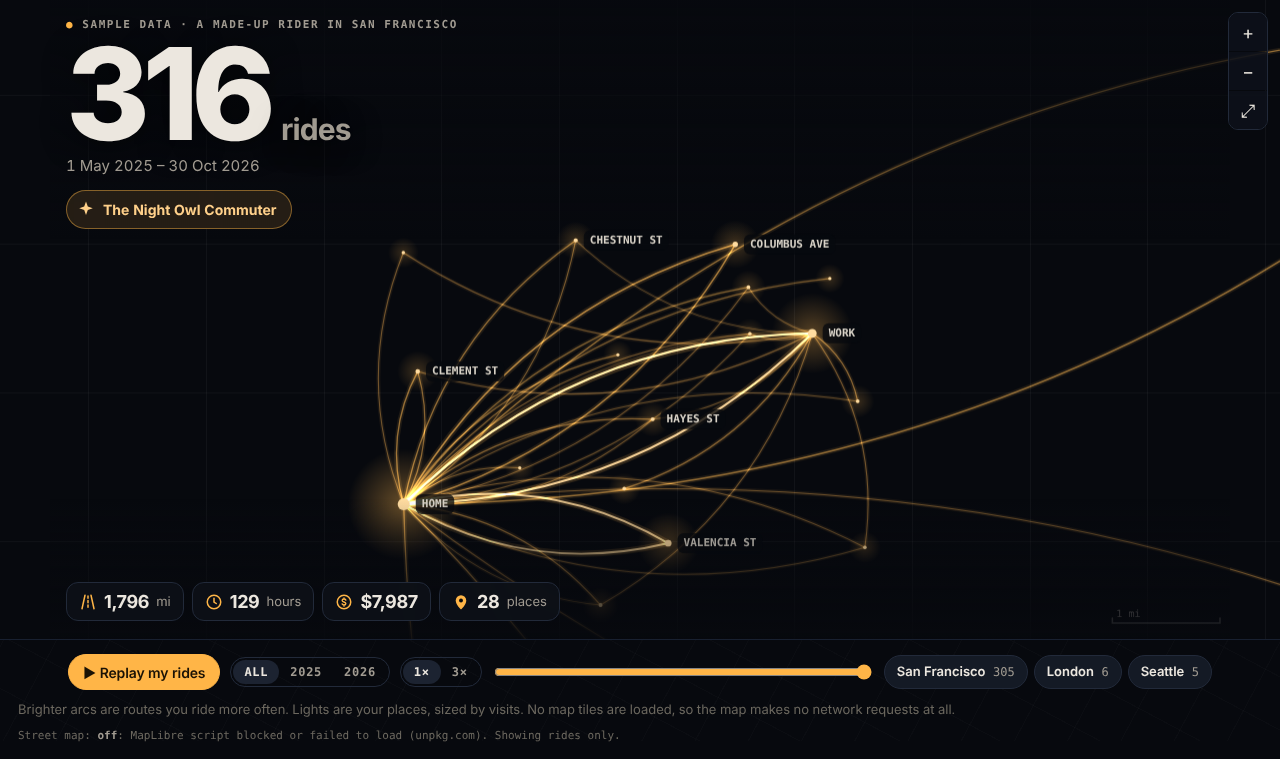 SAMPLE DATA · A MADE-UP RIDER IN SAN FRANCISCO
316 rides
1 May 2025 – 30 Oct 2026
The Night Owl Commuter
+
−
CHESTNUT ST
COLUMBUS AVE
WORK
CLEMENT ST
HAYES ST
HOME
VALENCIA ST
1,796 mi
129 hours
$7,987
28 places
1 mi
Replay my rides
ALL 2025 2026
1× 3×
San Francisco 305
London 6
Seattle 5
Brighter arcs are routes you ride more often. Lights are your places, sized by visits. No map tiles are loaded, so the map makes no network requests at all.
Street map: off: MapLibre script blocked or failed to load (unpkg.com). Showing rides only.